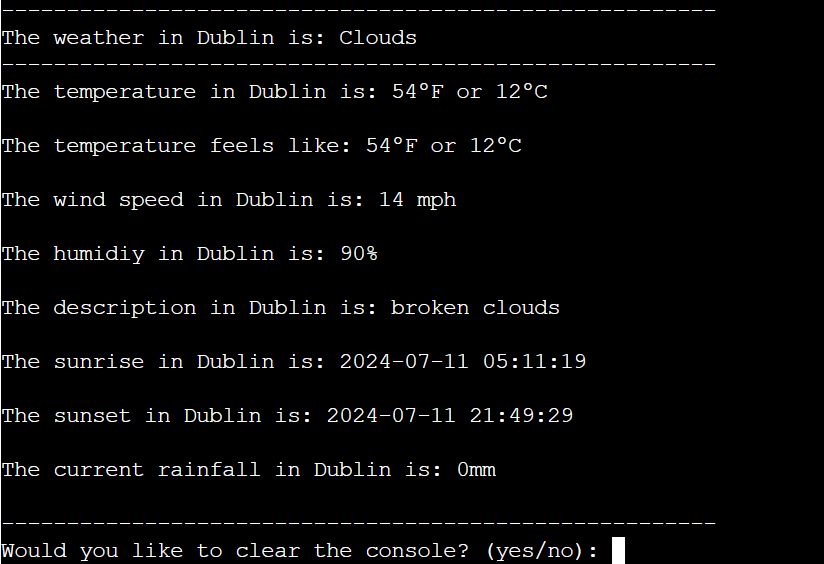 -------------------------------------------------------
The weather in Dublin is: Clouds
-------------------------------------------------------
The temperature in Dublin is: 54°F or 12°C
The temperature feels like: 54°F or 12°C
The wind speed in Dublin is: 14 mph
The humidiy in Dublin is: 90%
The description in Dublin is: broken clouds
The sunrise in Dublin is: 2024-07-11 05:11:19
The sunset in Dublin is: 2024-07-11 21:49:29
The current rainfall in Dublin is: 0mm
-------------------------------------------------------
Would you like to clear the console? (yes/no):